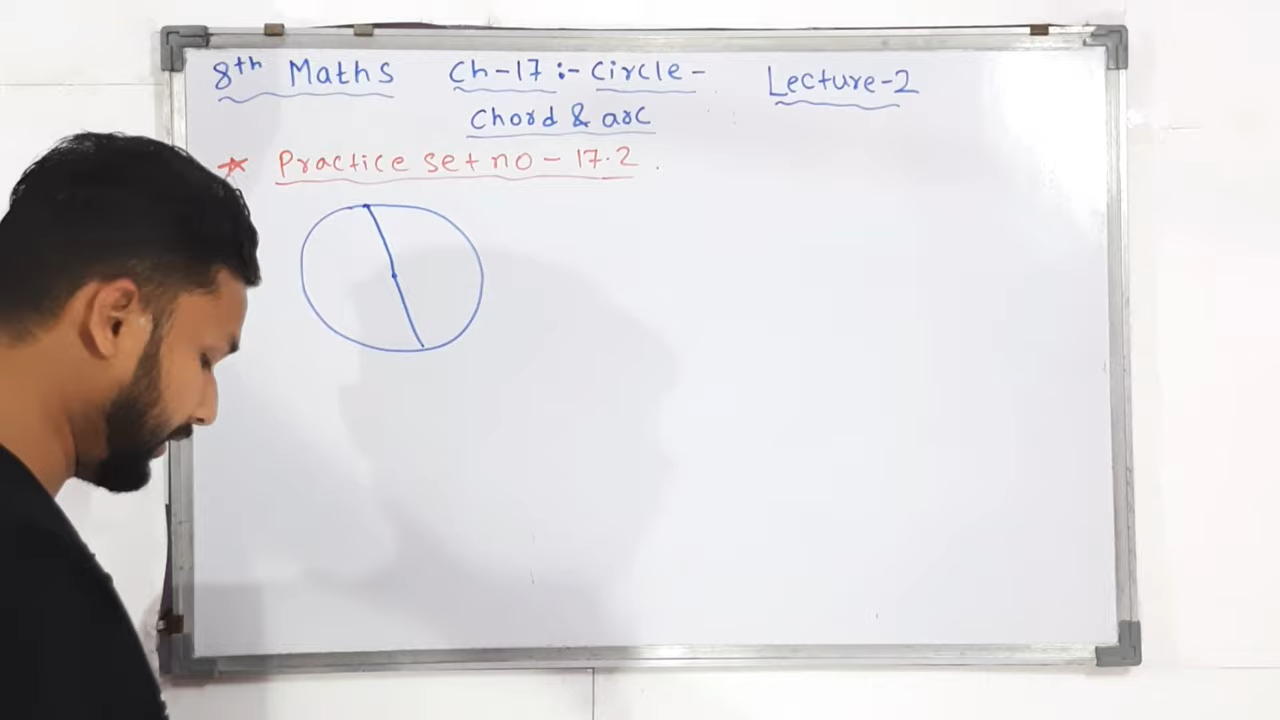 8th Maths Ch-17 :- Circle - Lecture-2
Chord & arc
★ Practice set no - 17.2 .